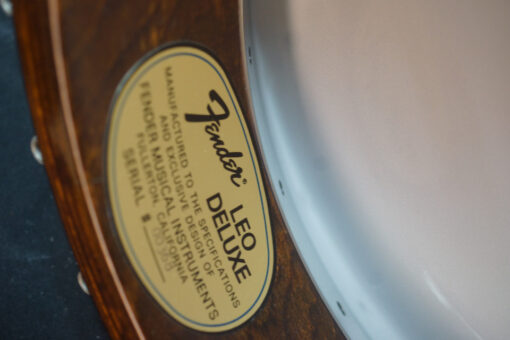 Fender®
LEO
DELUXE
MANUFACTURED TO THE SPECIFICATIONS
AND EXCLUSIVE DESIGN OF
FENDER MUSICAL INSTRUMENTS
FULLERTON, CALIFORNIA
SERIAL #